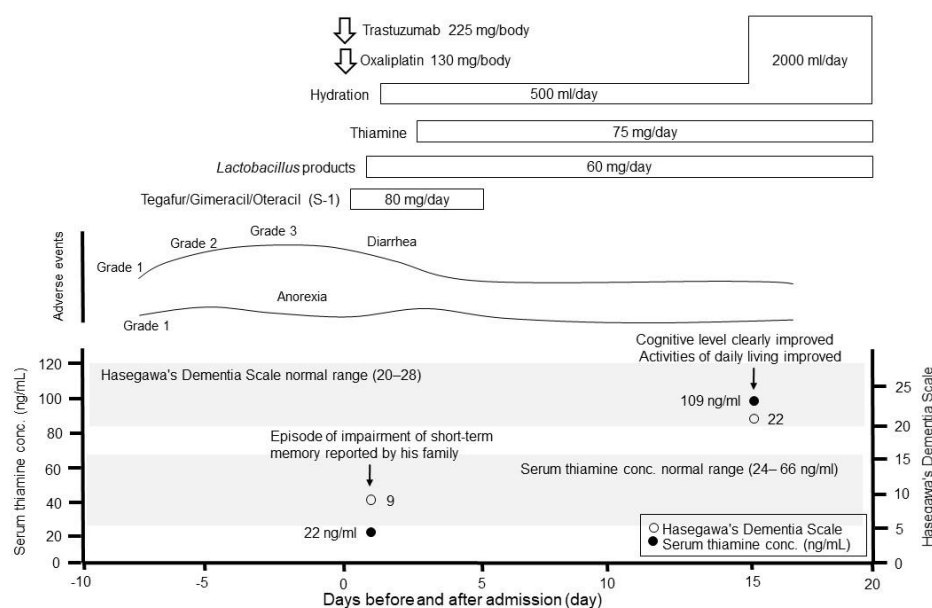 Trastuzumab 225 mg/body
Oxaliplatin 130 mg/body
2000 ml/day
Hydration
500 ml/day
Thiamine
75 mg/day
Lactobacillus products
60 mg/day
Tegafur/Gimeracil/Oteracil (S-1)
80 mg/day
Adverse events
Grade 1
Grade 2
Grade 3
Diarrhea
Anorexia
Grade 1
Cognitive level clearly improved
Activities of daily living improved
Serum thiamine conc. (ng/mL)
120
100
80
60
40
20
0
Hasegawa's Dementia Scale normal range (20–28)
109 ng/ml
22
Episode of impairment of short-term
memory reported by his family
Serum thiamine conc. normal range (24– 66 ng/ml)
9
22 ng/ml
Hasegawa's Dementia Scale
Serum thiamine conc. (ng/mL)
25
20
15
10
5
0
Hasegawa's Dementia Scale
-10
-5
0
5
10
15
20
Days before and after admission (day)